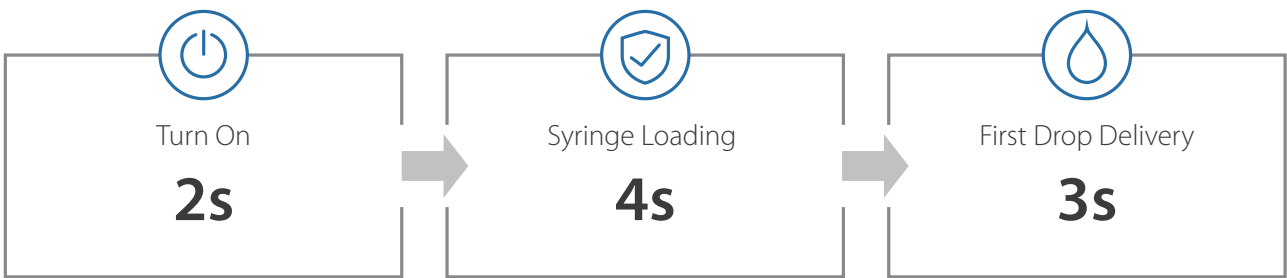 Turn On
2s
Syringe Loading
4s
First Drop Delivery
3s